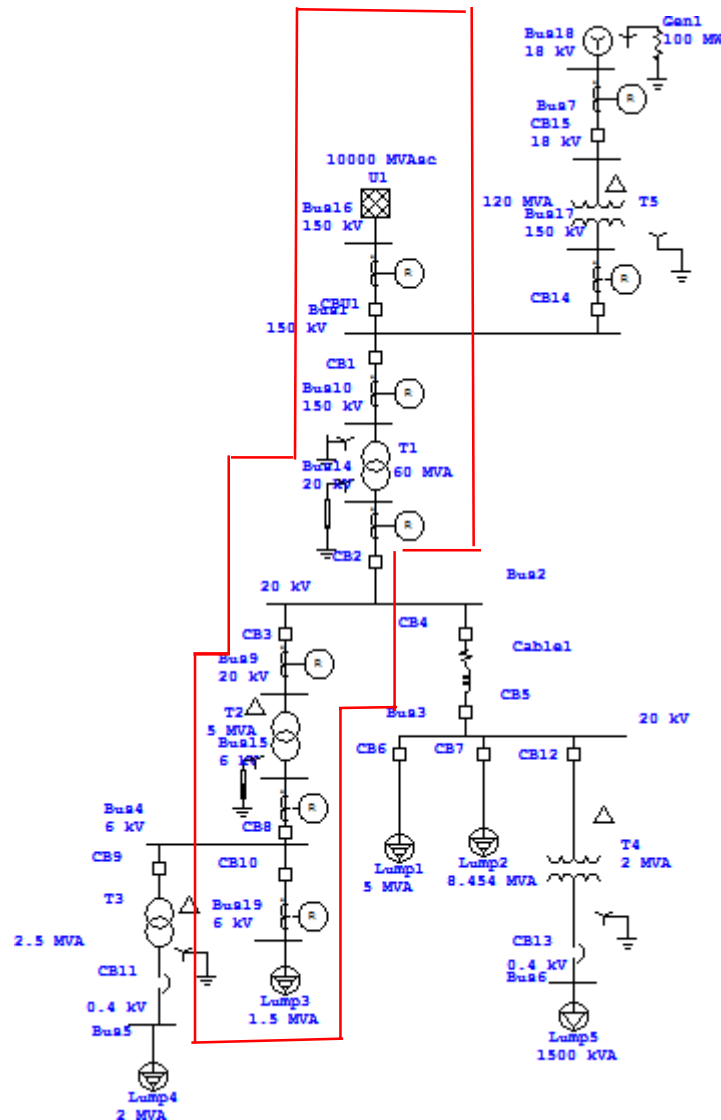 Gen1
Bus18
18 kV
100 MW
R
Bus7
CB15
18 kV
10000 MVAsc
U1
120 MVA
T5
Bus16
150 kV
Bus17
150 kV
R
R
CBU1
Bus1
150 kV
CB14
CB1
Bus10
150 kV
R
T1
60 MVA
Bus14
20 kV
R
CB2
Bus2
20 kV
CB3
CB4
Cable1
Bus9
20 kV
R
CB5
T2
5 MVA
Bus3
20 kV
Bus15
6 kV
CB6
CB7
CB12
Bus4
6 kV
R
CB8
T4
2 MVA
Lump1
5 MVA
Lump2
8.454 MVA
CB9
CB10
T3
2.5 MVA
Bus19
6 kV
R
CB13
0.4 kV
Bus6
CB11
0.4 kV
Bus5
Lump3
1.5 MVA
Lump5
1500 kVA
Lump4
2 MVA